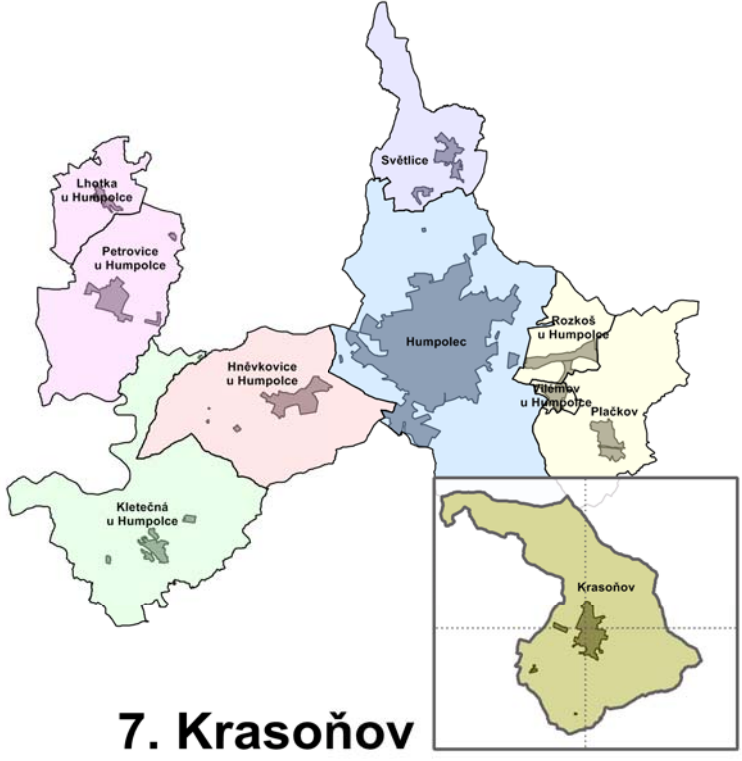 Světlice
Lhotka
u Humpolce
Petrovice
u Humpolce
Rozkoš
u Humpolce
Humpolec
Hněvkovice
u Humpolce
Vilémov
u Humpolce
Plačkov
Kletečná
u Humpolce
Krasoňov
7. Krasoňov